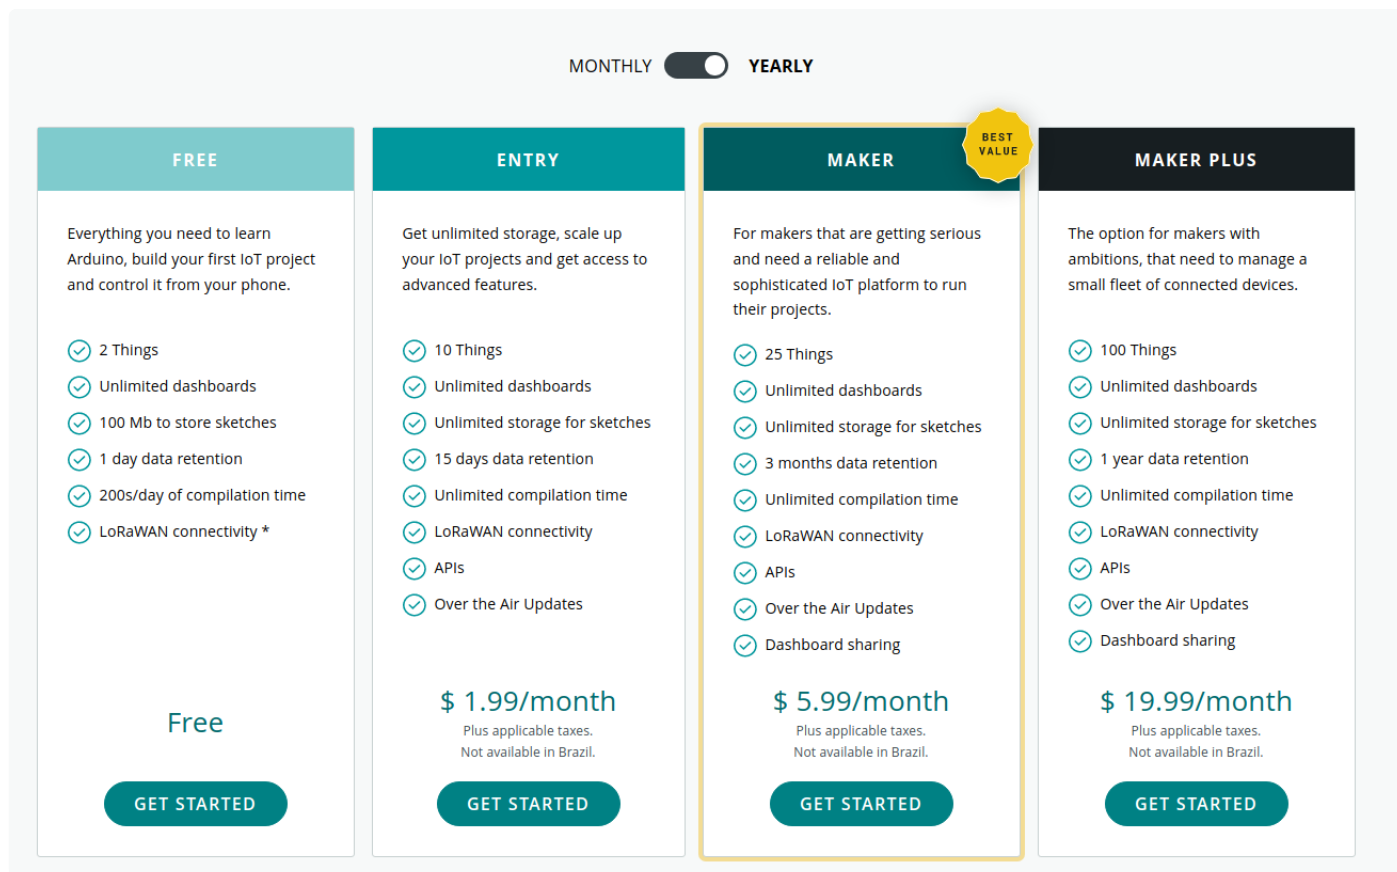 MONTHLY YEARLY
FREE
Everything you need to learn
Arduino, build your first IoT project
and control it from your phone.
2 Things
Unlimited dashboards
100 Mb to store sketches
1 day data retention
200s/day of compilation time
LoRaWAN connectivity *
Free
GET STARTED
ENTRY
Get unlimited storage, scale up
your IoT projects and get access to
advanced features.
10 Things
Unlimited dashboards
Unlimited storage for sketches
15 days data retention
Unlimited compilation time
LoRaWAN connectivity
APIs
Over the Air Updates
$ 1.99/month
Plus applicable taxes.
Not available in Brazil.
GET STARTED
MAKER
BEST
VALUE
For makers that are getting serious
and need a reliable and
sophisticated IoT platform to run
their projects.
25 Things
Unlimited dashboards
Unlimited storage for sketches
3 months data retention
Unlimited compilation time
LoRaWAN connectivity
APIs
Over the Air Updates
Dashboard sharing
$ 5.99/month
Plus applicable taxes.
Not available in Brazil.
GET STARTED
MAKER PLUS
The option for makers with
ambitions, that need to manage a
small fleet of connected devices.
100 Things
Unlimited dashboards
Unlimited storage for sketches
1 year data retention
Unlimited compilation time
LoRaWAN connectivity
APIs
Over the Air Updates
Dashboard sharing
$ 19.99/month
Plus applicable taxes.
Not available in Brazil.
GET STARTED